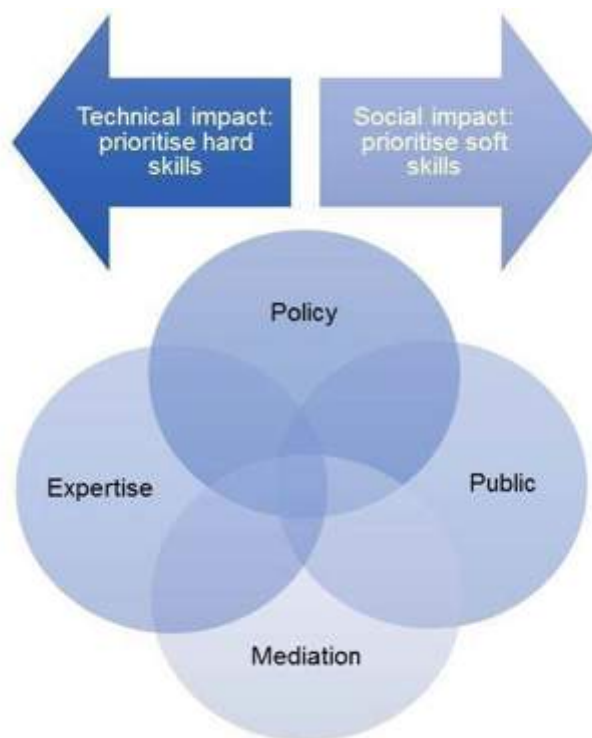 Technical impact:
prioritise hard
skills
Social impact:
prioritise soft
skills
Policy
Expertise
Public
Mediation